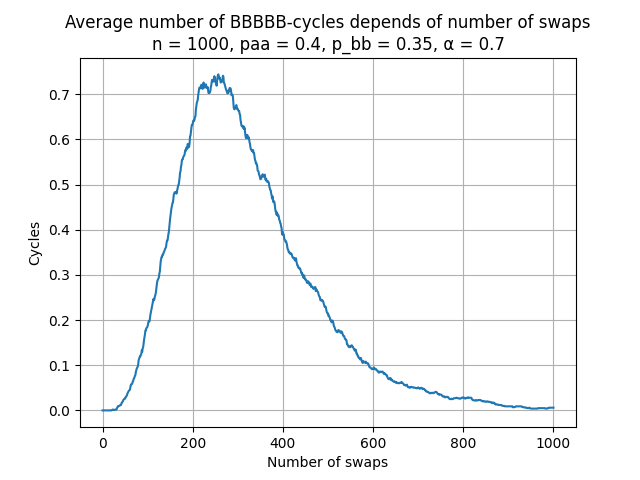 Average number of BBBBB-cycles depends of number of swaps
n = 1000, paa = 0.4, p_bb = 0.35, α = 0.7
0.7
0.6
0.5
0.4
0.3
0.2
0.1
0.0
Cycles
0 200 400 600 800 1000
Number of swaps